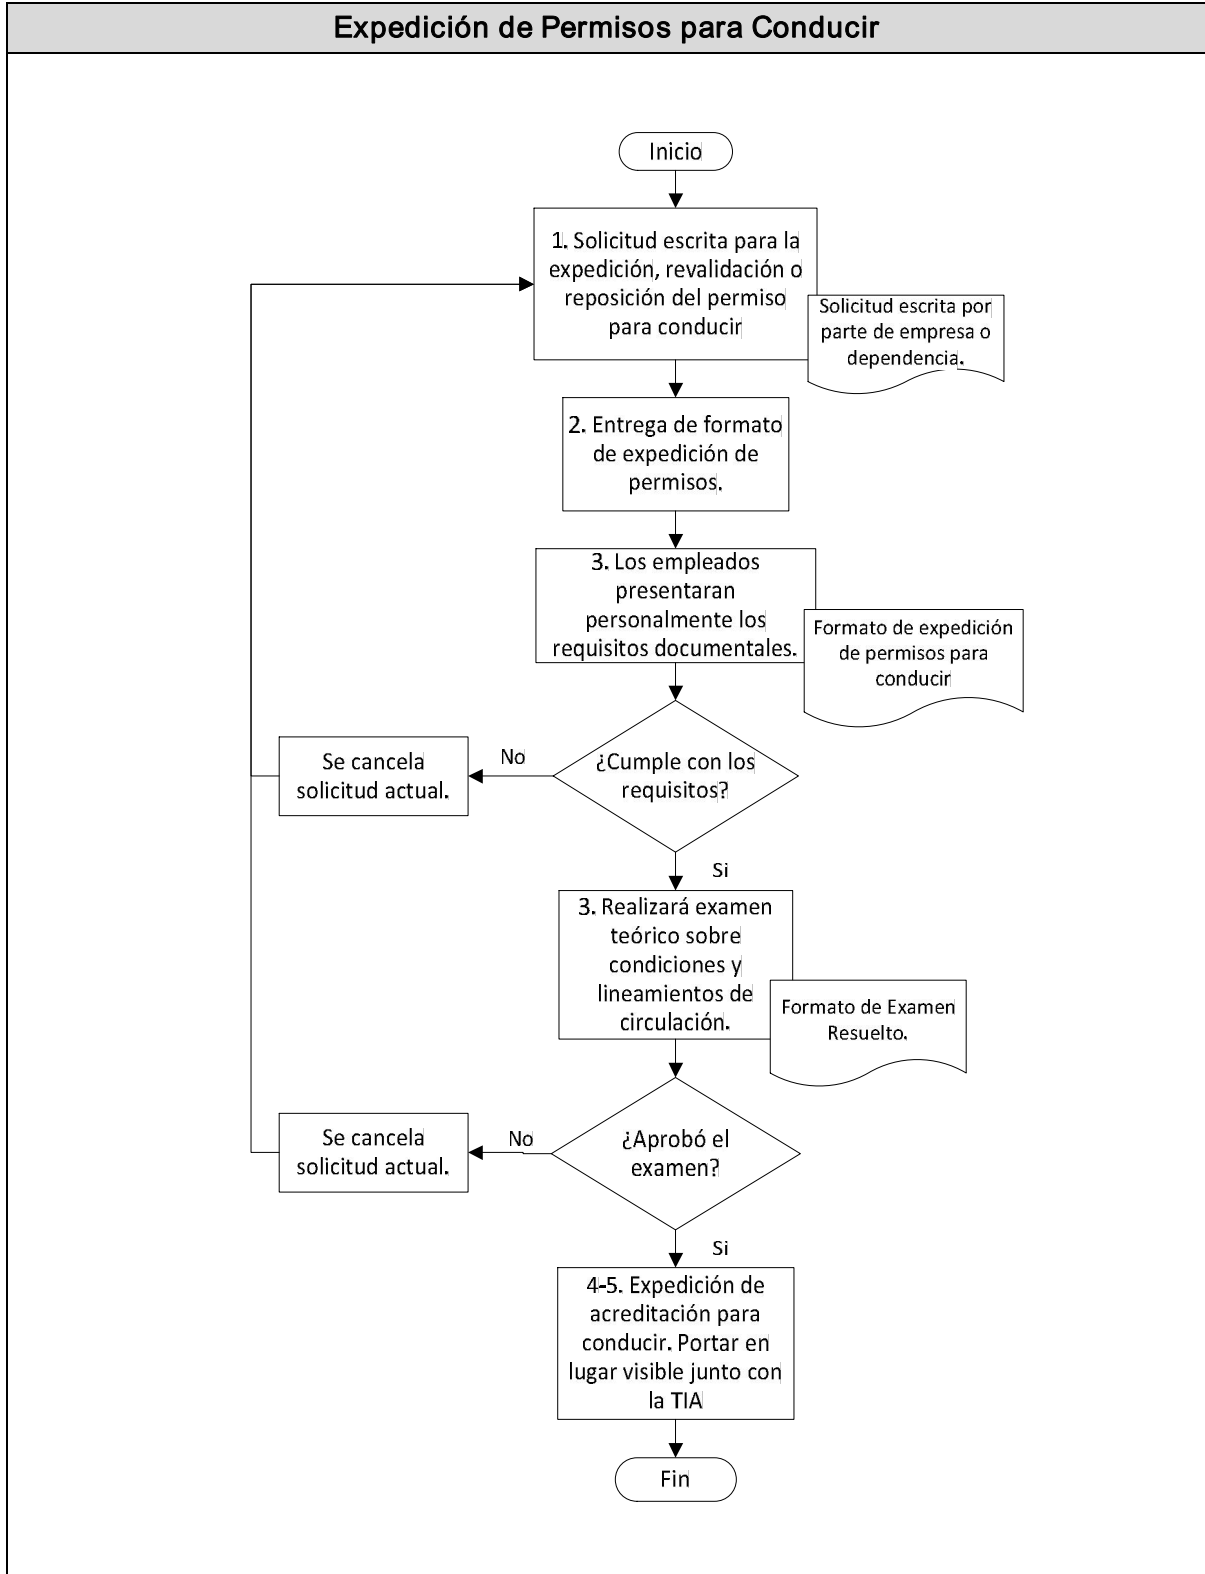 Expedición de Permisos para Conducir
Inicio
1. Solicitud escrita para la
expedición, revalidación o
reposición del permiso
para conducir
Solicitud escrita por
parte de empresa o
dependencia.
2. Entrega de formato
de expedición de
permisos.
3. Los empleados
presentaran
personalmente los
requisitos documentales.
Formato de expedición
de permisos para
conducir
¿Cumple con los
requisitos?
No
Se cancela
solicitud actual.
Si
3. Realizará examen
teórico sobre
condiciones y
lineamientos de
circulación.
Formato de Examen
Resuelto.
¿Aprobó el
examen?
No
Se cancela
solicitud actual.
Si
4-5. Expedición de
acreditación para
conducir. Portar en
lugar visible junto con
la TIA
Fin